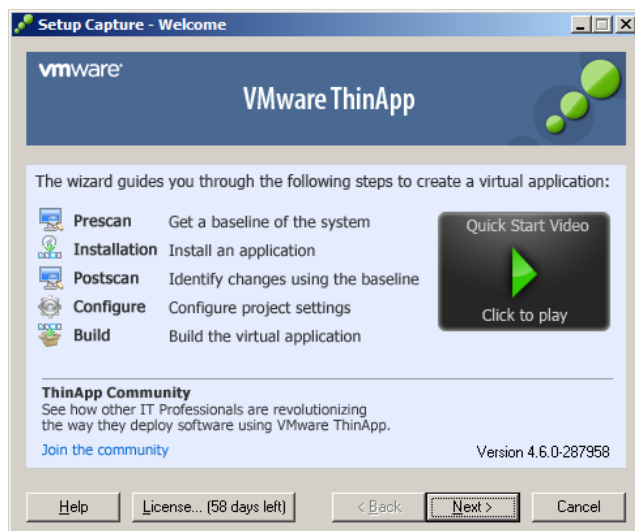 Setup Capture - Welcome
vmware
VMware ThinApp
The wizard guides you through the following steps to create a virtual application:
Prescan Get a baseline of the system
Installation Install an application
Postscan Identify changes using the baseline
Configure Configure project settings
Build Build the virtual application
Quick Start Video
Click to play
ThinApp Community
See how other IT Professionals are revolutionizing
the way they deploy software using VMware ThinApp.
Join the community
Version 4.6.0-287958
Help License... (58 days left) < Back Next > Cancel